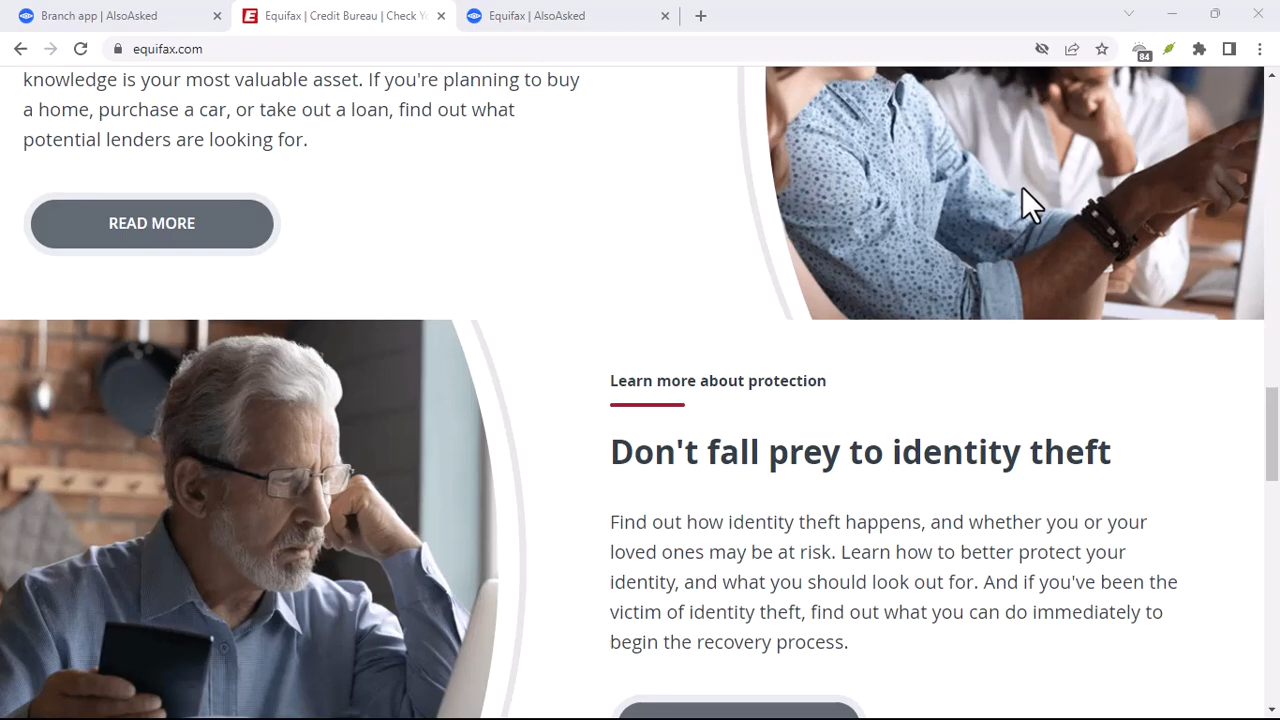 Branch app | AlsoAsked
Equifax | Credit Bureau | Check Y
Equifax | AlsoAsked
equifax.com
84
knowledge is your most valuable asset. If you're planning to buy
a home, purchase a car, or take out a loan, find out what
potential lenders are looking for.
READ MORE
Learn more about protection
Don't fall prey to identity theft
Find out how identity theft happens, and whether you or your
loved ones may be at risk. Learn how to better protect your
identity, and what you should look out for. And if you've been the
victim of identity theft, find out what you can do immediately to
begin the recovery process.